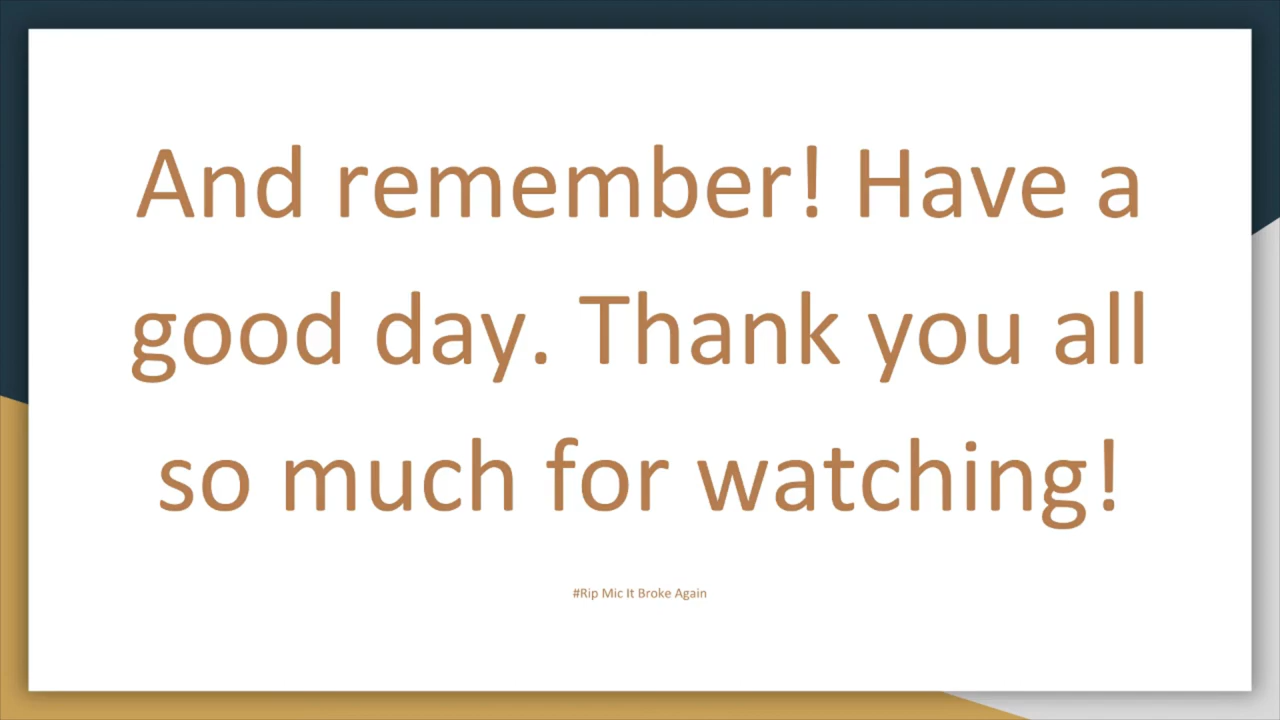 And remember! Have a
good day. Thank you all
so much for watching!
#Rip Mic It Broke Again